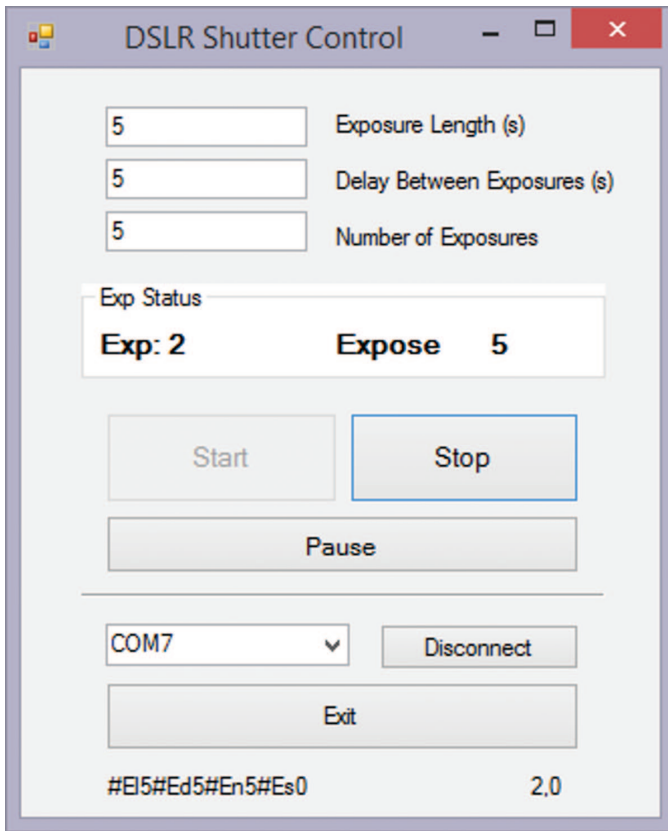 DSLR Shutter Control
5 Exposure Length (s)
5 Delay Between Exposures (s)
5 Number of Exposures
Exp Status
Exp: 2 Expose 5
Start Stop
Pause
COM7 Disconnect
Exit
#El5#Ed5#En5#Es0 2,0